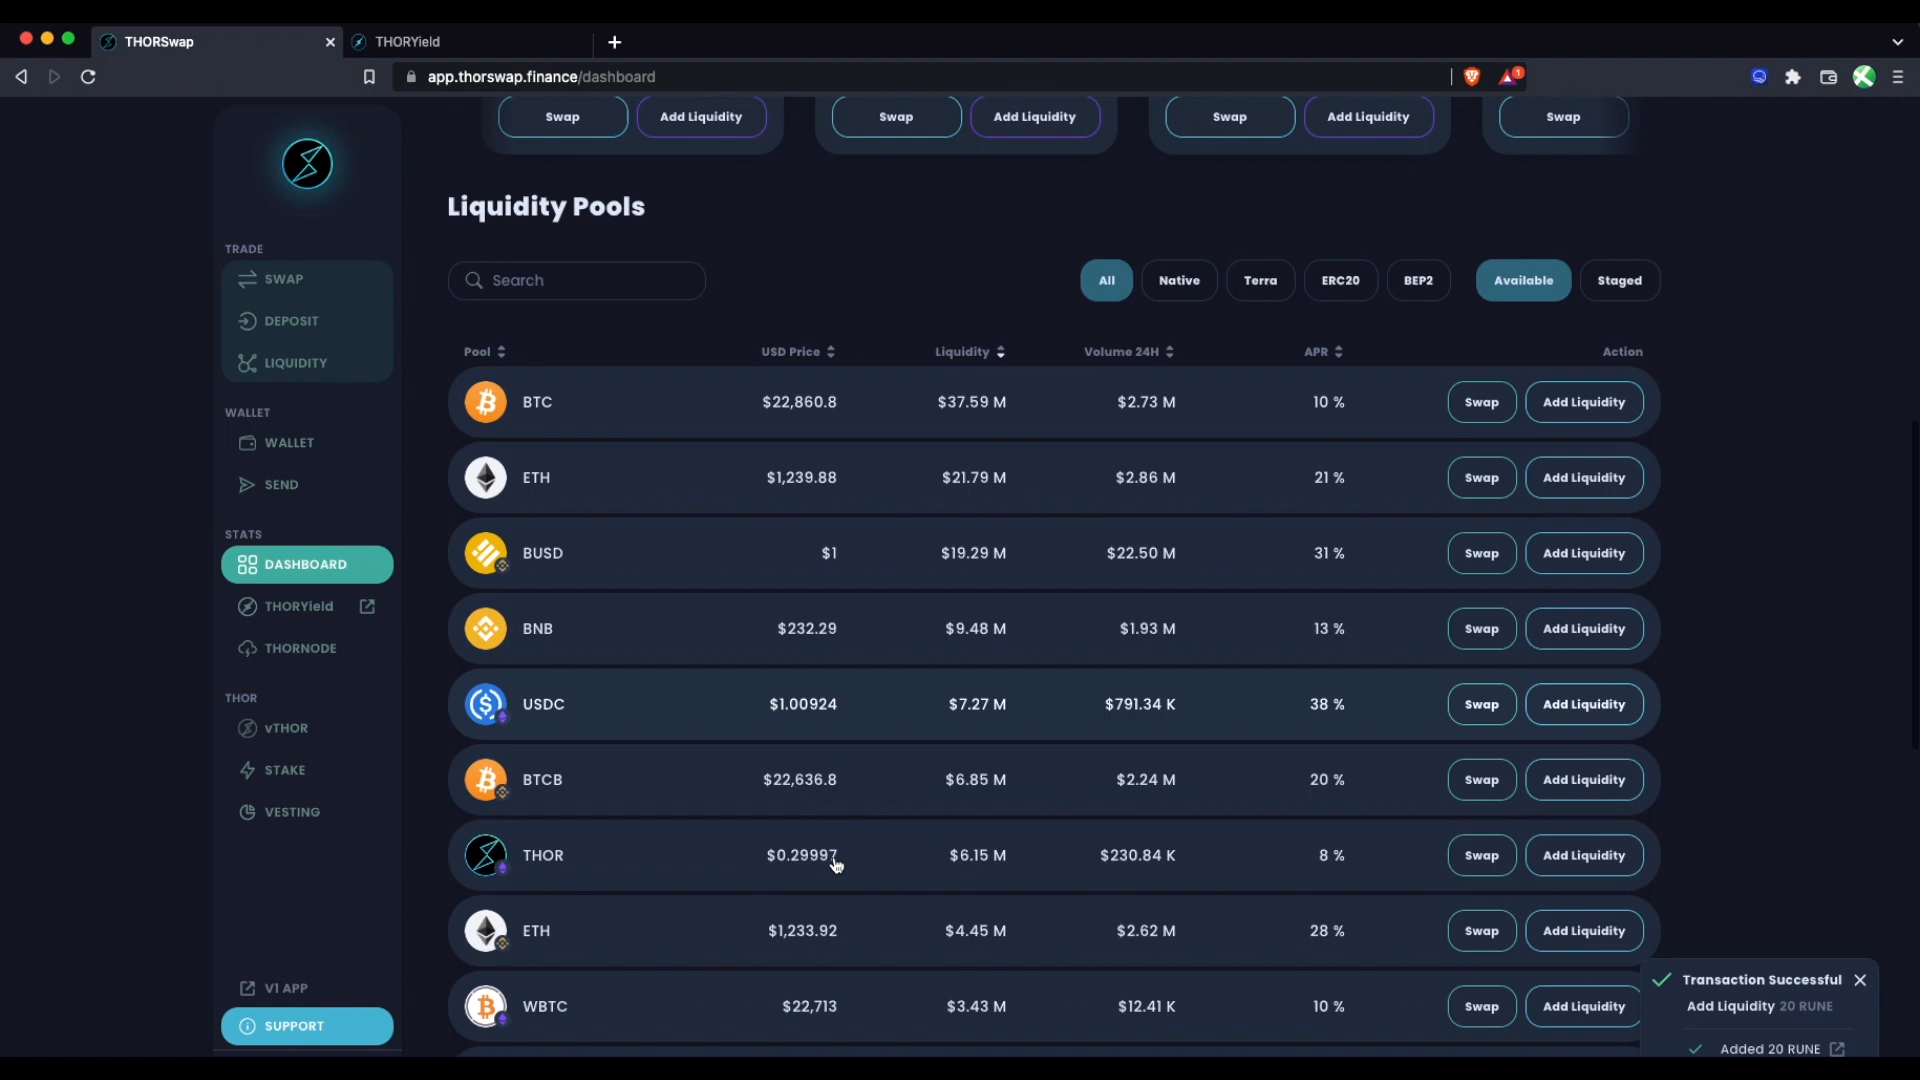 THORSwap
THORYield
app.thorswap.finance/dashboard
1
Swap Add Liquidity Swap Add Liquidity Swap Add Liquidity Swap
Liquidity Pools
Search
All Native Terra ERC20 BEP2 Available Staged
TRADE
SWAP
DEPOSIT
LIQUIDITY
WALLET
WALLET
SEND
STATS
DASHBOARD
THORYield
THORNODE
THOR
vTHOR
STAKE
VESTING
V1 APP
SUPPORT
Pool USD Price Liquidity Volume 24H APR Action
BTC $22,860.8 $37.59 M $2.73 M 10 % Swap Add Liquidity
ETH $1,239.88 $21.79 M $2.86 M 21 % Swap Add Liquidity
BUSD $1 $19.29 M $22.50 M 31 % Swap Add Liquidity
BNB $232.29 $9.48 M $1.93 M 13 % Swap Add Liquidity
USDC $1.00924 $7.27 M $791.34 K 38 % Swap Add Liquidity
BTCB $22,636.8 $6.85 M $2.24 M 20 % Swap Add Liquidity
THOR $0.29997 $6.15 M $230.84 K 8 % Swap Add Liquidity
ETH $1,233.92 $4.45 M $2.62 M 28 % Swap Add Liquidity
WBTC $22,713 $3.43 M $12.41 K 10 % Swap Add Liquidity
Transaction Successful
Add Liquidity 20 RUNE
Added 20 RUNE